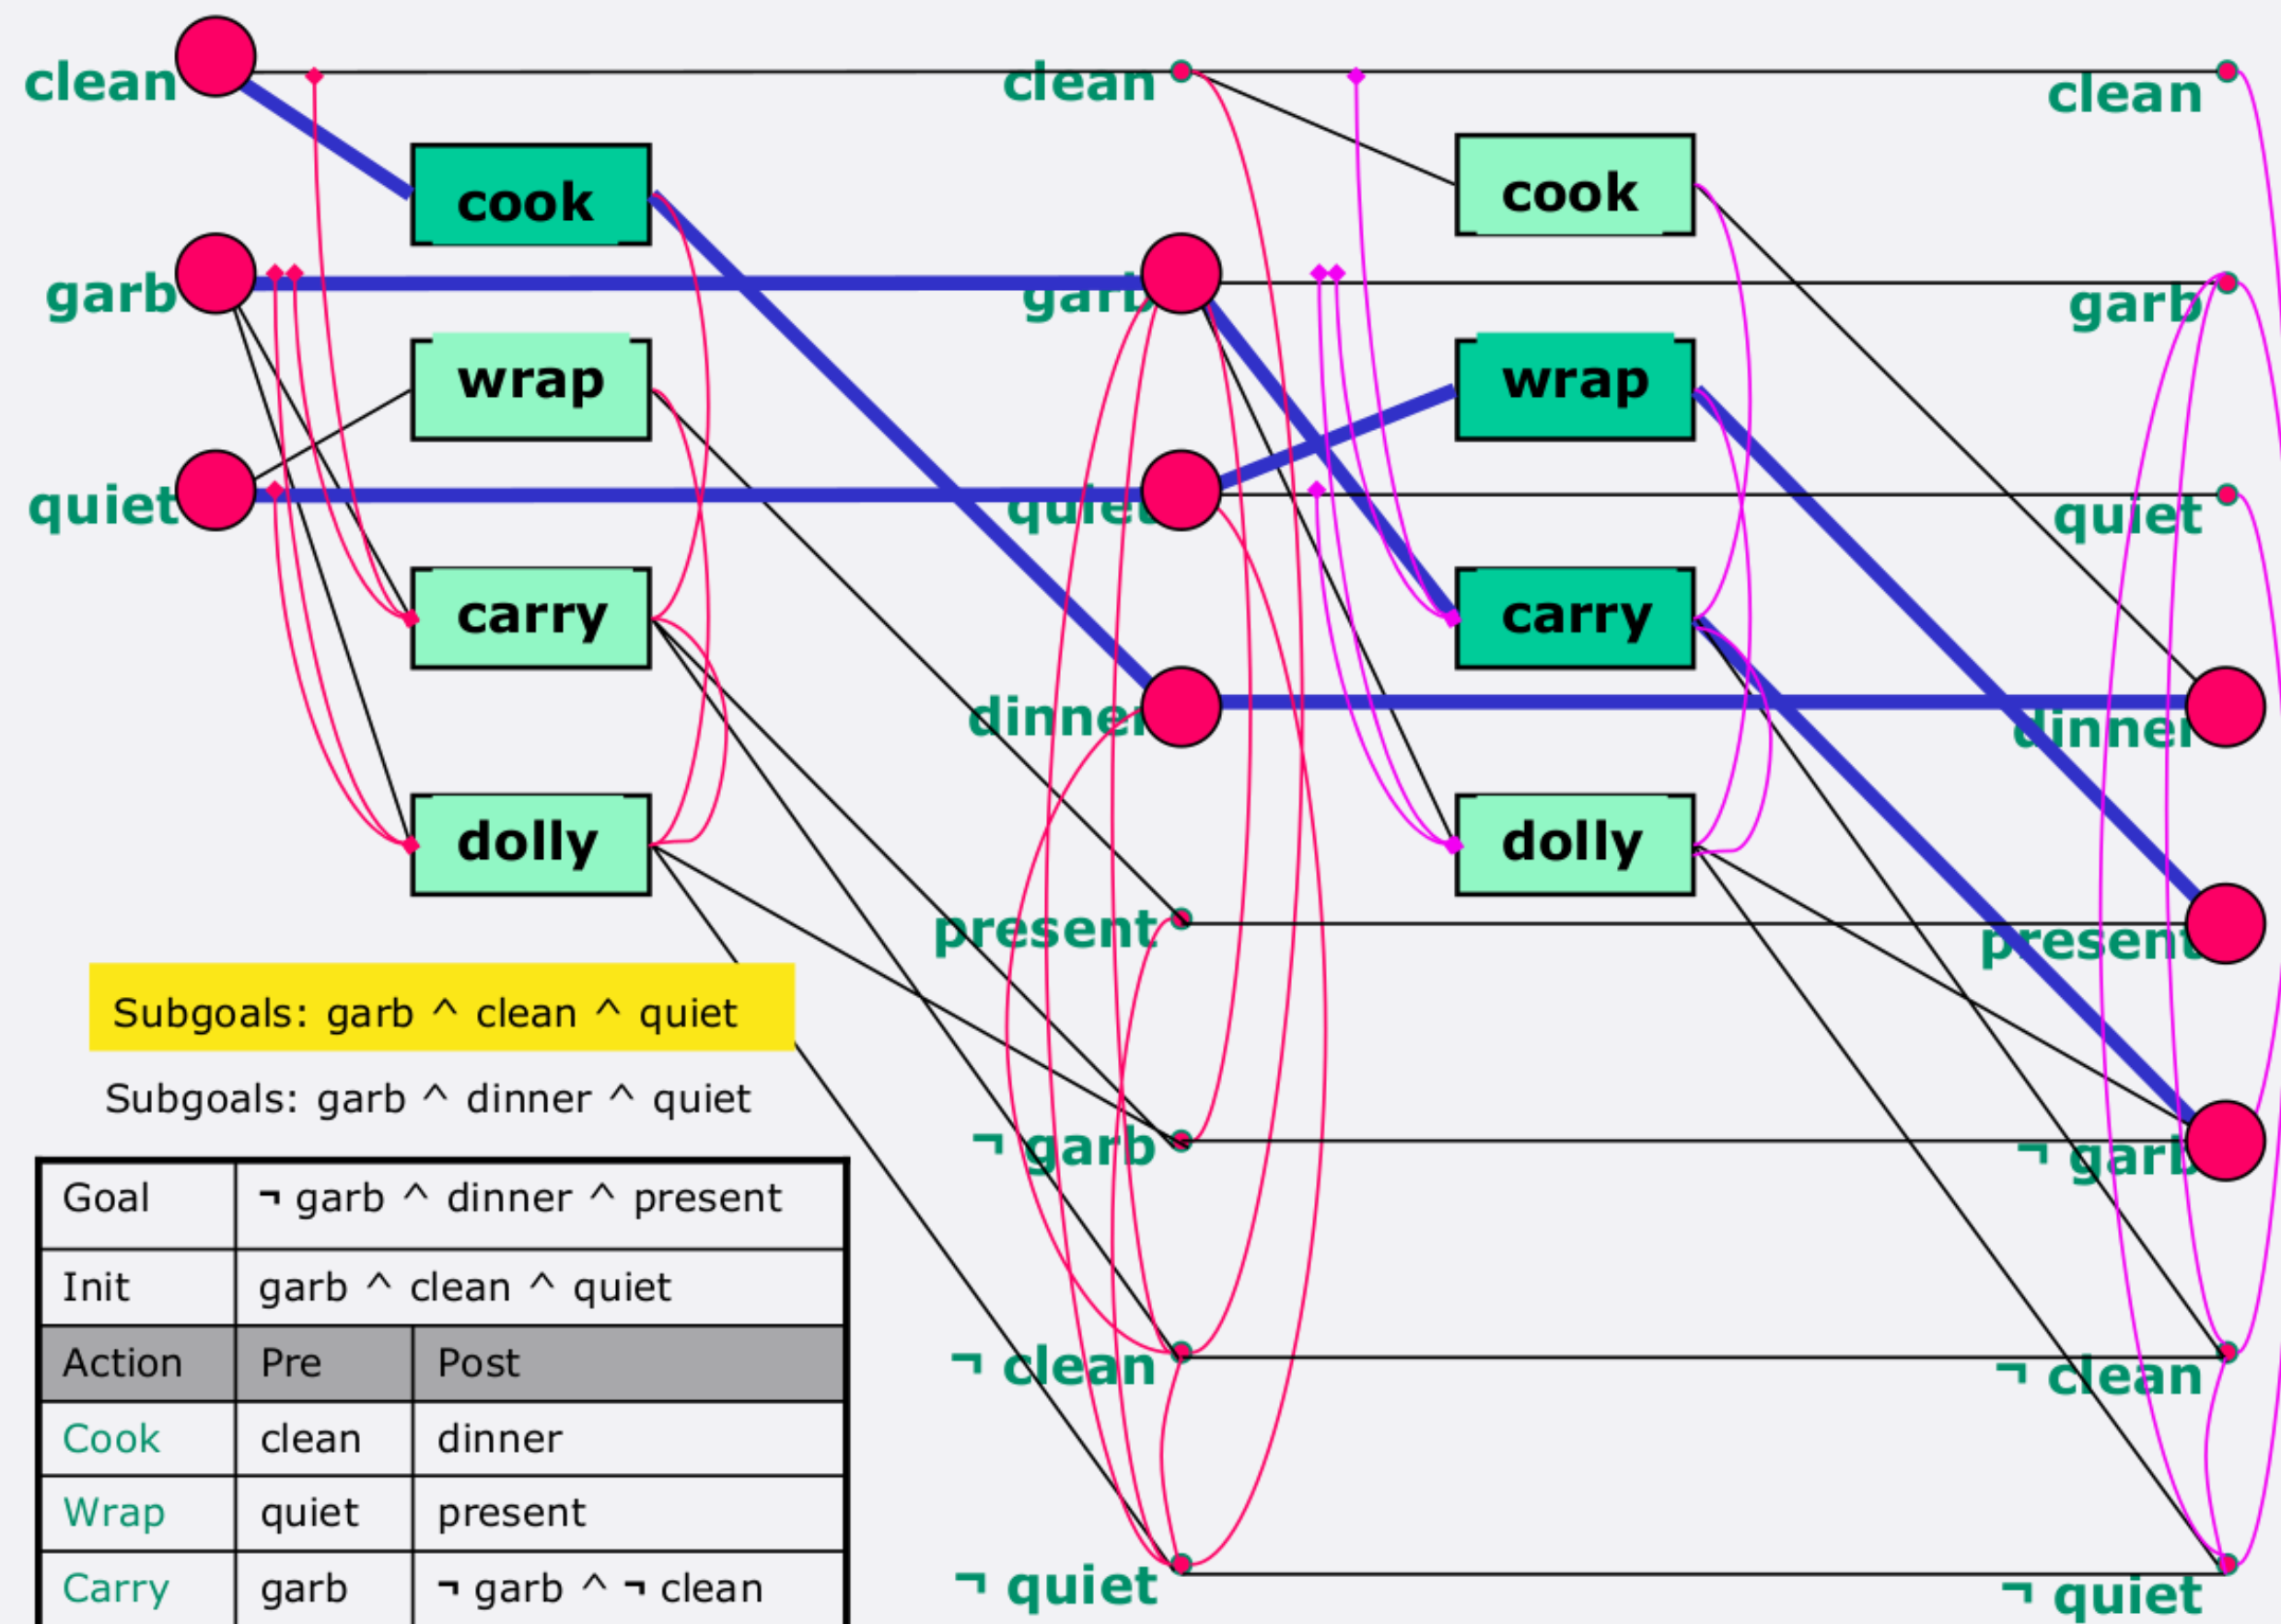 clean
clean
clean
cook
cook
garb
garb
garb
wrap
wrap
quiet
quiet
quiet
carry
carry
dinner
dinner
dolly
dolly
present
present
Subgoals: garb ^ clean ^ quiet
Subgoals: garb ^ dinner ^ quiet
¬ garb
¬ garb
Goal ¬ garb ^ dinner ^ present
Init garb ^ clean ^ quiet
Action Pre Post
¬ clean
¬ clean
Cook clean dinner
Wrap quiet present
Carry garb ¬ garb ^ ¬ clean
¬ quiet
¬ quiet